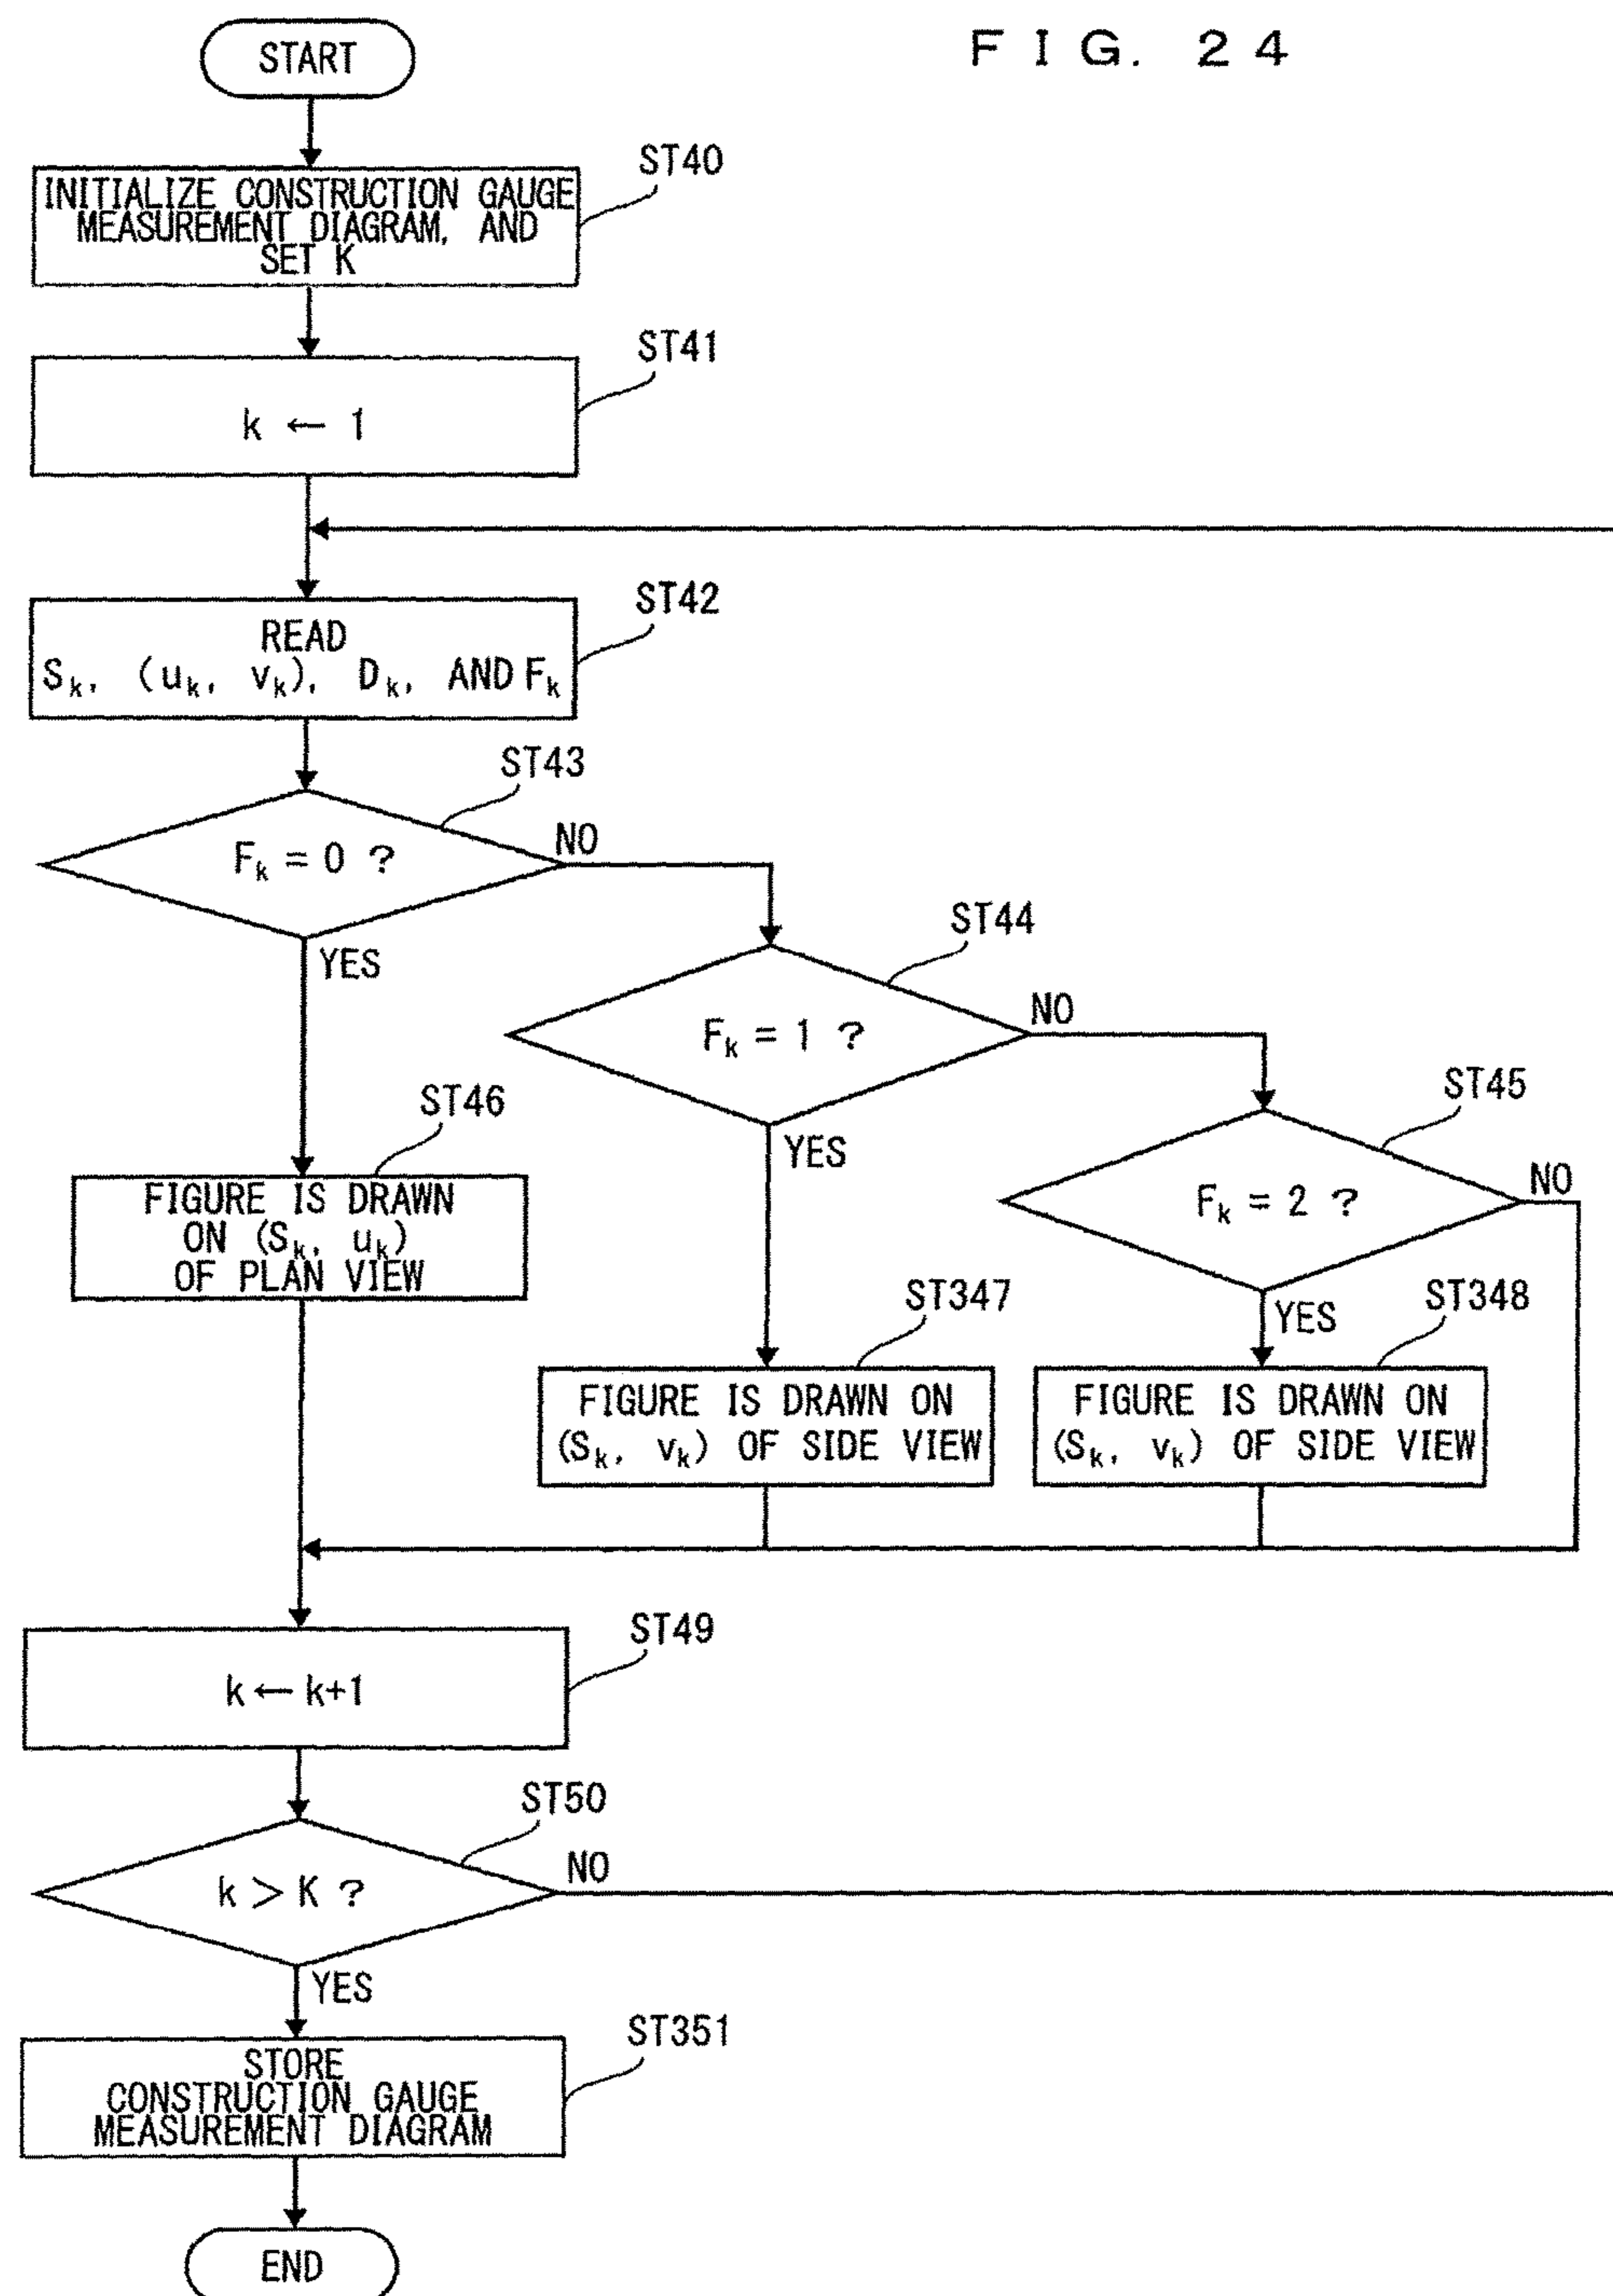 FIG. 24
START
ST40
INITIALIZE CONSTRUCTION GAUGE
MEASUREMENT DIAGRAM, AND
SET K
ST41
k ← 1
ST42
READ
Sk, (uk, vk), Dk, AND Fk
ST43
Fk = 0 ?
NO
YES
ST44
Fk = 1 ?
NO
YES
ST45
Fk = 2 ?
NO
YES
ST46
FIGURE IS DRAWN
ON (Sk, uk)
OF PLAN VIEW
ST347
FIGURE IS DRAWN ON
(Sk, vk) OF SIDE VIEW
ST348
FIGURE IS DRAWN ON
(Sk, vk) OF SIDE VIEW
ST49
k ← k+1
ST50
k > K ?
NO
YES
ST351
STORE
CONSTRUCTION GAUGE
MEASUREMENT DIAGRAM
END